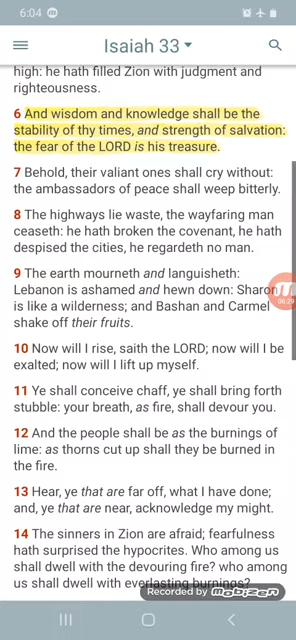 6:04
Isaiah 33
high: he hath filled Zion with judgment and
righteousness.
6 And wisdom and knowledge shall be the
stability of thy times, and strength of salvation:
the fear of the LORD is his treasure.
7 Behold, their valiant ones shall cry without:
the ambassadors of peace shall weep bitterly.
8 The highways lie waste, the wayfaring man
ceaseth: he hath broken the covenant, he hath
despised the cities, he regardeth no man.
9 The earth mourneth and languisheth:
Lebanon is ashamed and hewn down: Sharon
is like a wilderness; and Bashan and Carmel
shake off their fruits.
06:29
10 Now will I rise, saith the LORD; now will I be
exalted; now will I lift up myself.
11 Ye shall conceive chaff, ye shall bring forth
stubble: your breath, as fire, shall devour you.
12 And the people shall be as the burnings of
lime: as thorns cut up shall they be burned in
the fire.
13 Hear, ye that are far off, what I have done;
and, ye that are near, acknowledge my might.
14 The sinners in Zion are afraid; fearfulness
hath surprised the hypocrites. Who among us
shall dwell with the devouring fire? who among
us shall dwell with everlasting burnings?
Recorded by mobizen